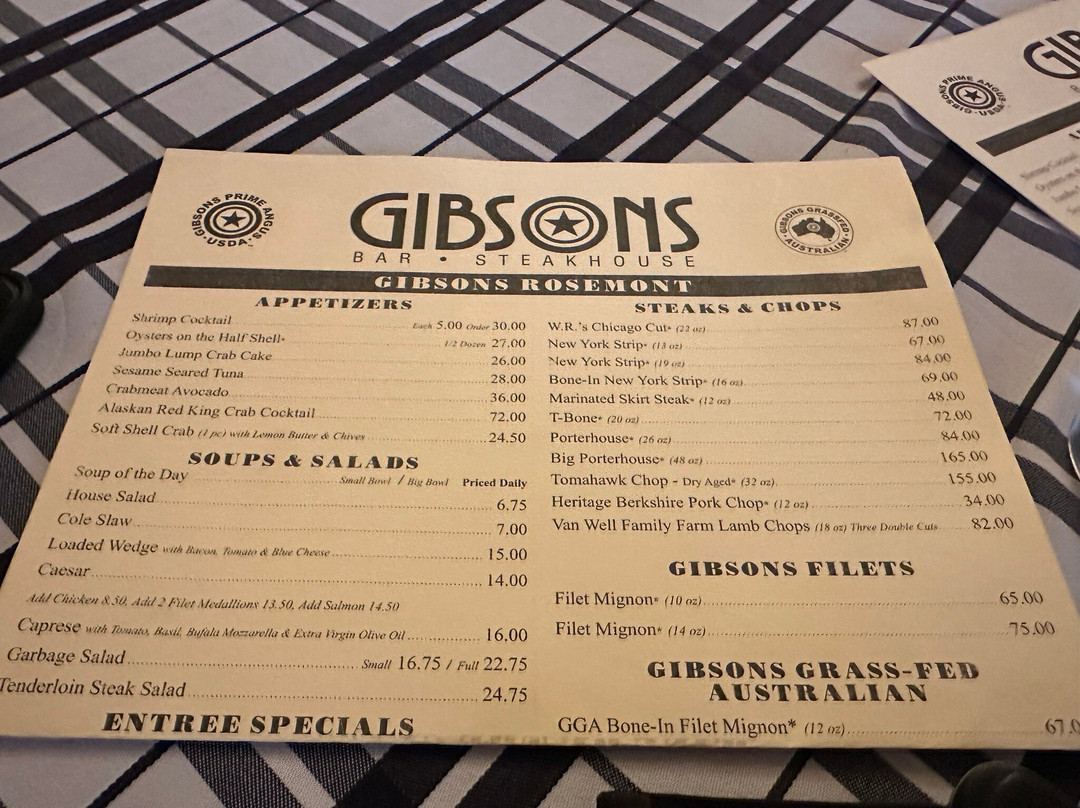 GIBSONS PRIME ANGUS
• USDA •
GIBSONS
BAR • STEAKHOUSE
GIBSONS GRASSFED
AUSTRALIAN
GIBSONS ROSEMONT
APPETIZERS
Shrimp Cocktail Each 5.00 Order 30.00
Oysters on the Half Shell* 1/2 Dozen 27.00
Jumbo Lump Crab Cake 26.00
Sesame Seared Tuna 28.00
Crabmeat Avocado 36.00
Alaskan Red King Crab Cocktail 72.00
Soft Shell Crab (1 pc) with Lemon Butter & Chives 24.50
SOUPS & SALADS
Soup of the Day Small Bowl / Big Bowl Priced Daily
House Salad 6.75
Cole Slaw 7.00
Loaded Wedge with Bacon, Tomato & Blue Cheese 15.00
Caesar 14.00
Add Chicken 8.50, Add 2 Filet Medallions 13.50, Add Salmon 14.50
Caprese with Tomato, Basil, Bufala Mozzarella & Extra Virgin Olive Oil 16.00
Garbage Salad Small 16.75 / Full 22.75
Tenderloin Steak Salad 24.75
ENTREE SPECIALS
STEAKS & CHOPS
W.R.'s Chicago Cut* (22 oz) 87.00
New York Strip* (13 oz) 67.00
New York Strip* (19 oz) 84.00
Bone-In New York Strip* (16 oz) 69.00
Marinated Skirt Steak* (12 oz) 48.00
T-Bone* (20 oz) 72.00
Porterhouse* (26 oz) 84.00
Big Porterhouse* (48 oz) 165.00
Tomahawk Chop - Dry Aged* (32 oz) 155.00
Heritage Berkshire Pork Chop* (12 oz) 34.00
Van Well Family Farm Lamb Chops (18 oz) Three Double Cuts 82.00
GIBSONS FILETS
Filet Mignon* (10 oz) 65.00
Filet Mignon* (14 oz) 75.00
GIBSONS GRASS-FED
AUSTRALIAN
GGA Bone-In Filet Mignon* (12 oz) 67.0
GIBSONS PRIME ANGUS
• USDA •
GIB